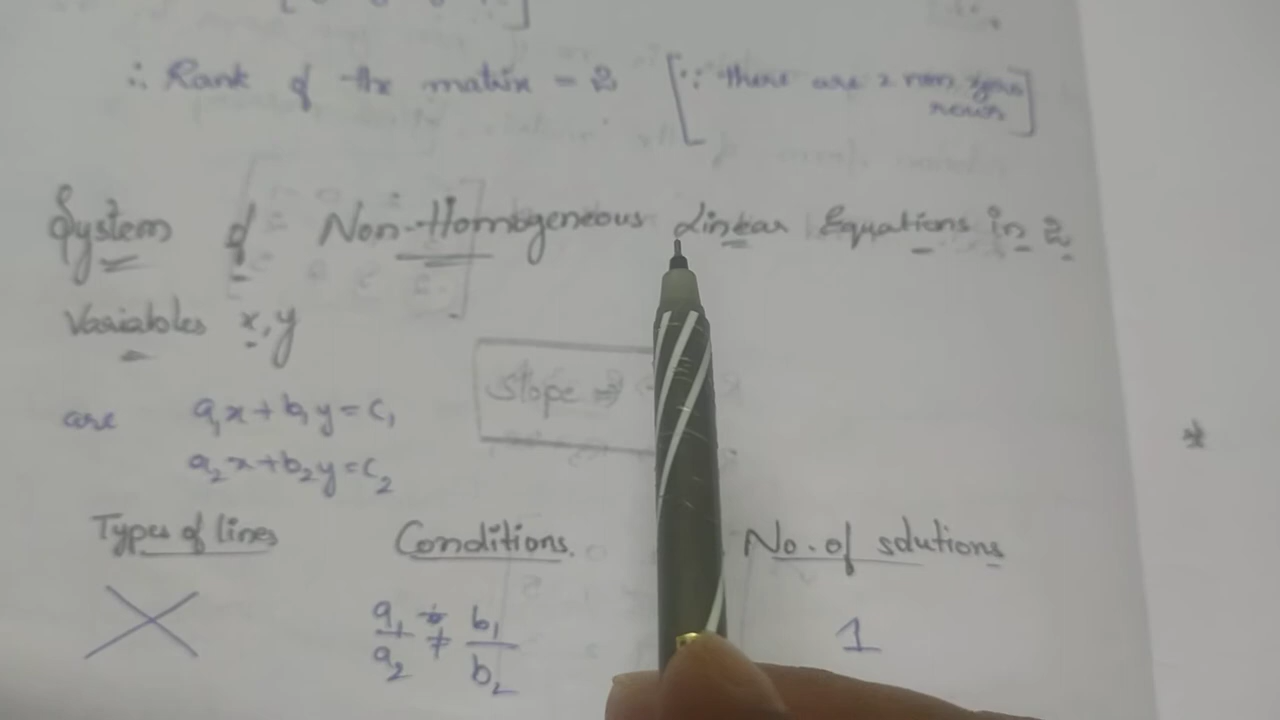 ∴ Rank of the matrix = 2 [∵ there are 2 non zero rows]
System of Non-Homogeneous Linear Equations in 2
Variables x, y
Slope ⇒
are a₁x + b₁y = c₁
a₂x + b₂y = c₂
Types of lines Conditions. No. of solutions
a₁/a₂ ≠ b₁/b₂ 1